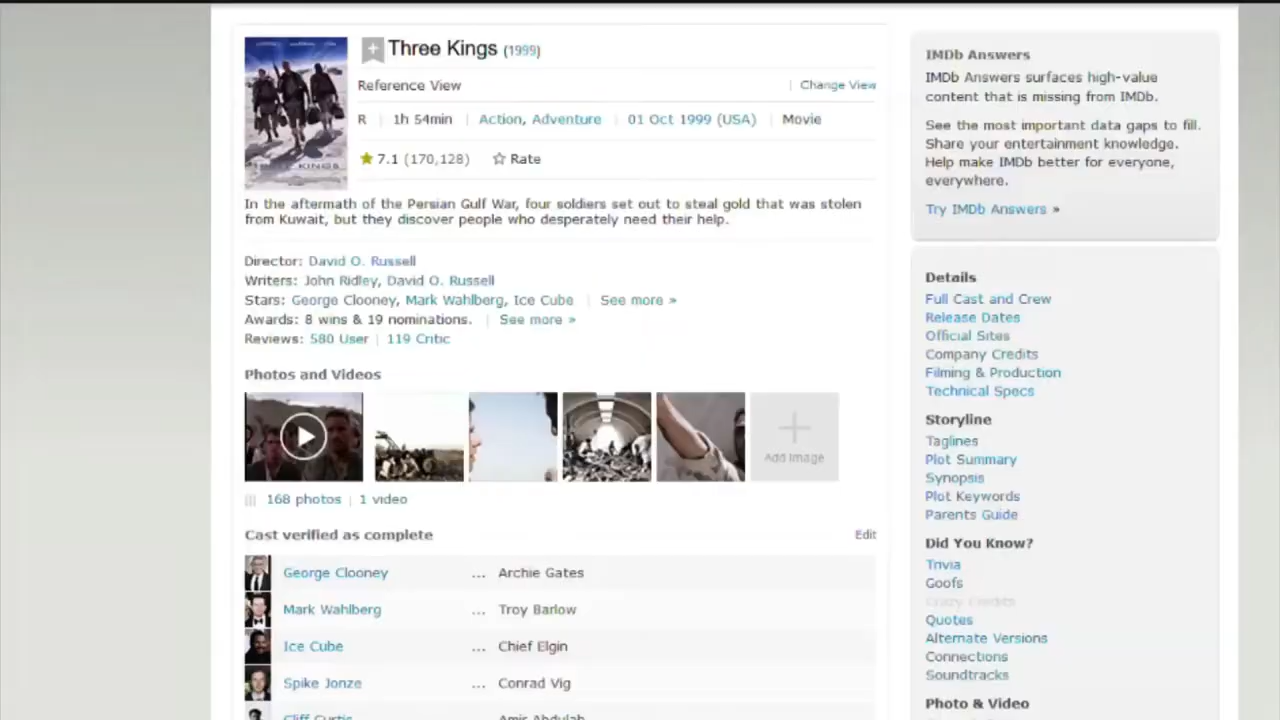 Three Kings (1999)
Reference View | Change View
R | 1h 54min | Action, Adventure | 01 Oct 1999 (USA) | Movie
7.1 (170,128) Rate
In the aftermath of the Persian Gulf War, four soldiers set out to steal gold that was stolen
from Kuwait, but they discover people who desperately need their help.
Director: David O. Russell
Writers: John Ridley, David O. Russell
Stars: George Clooney, Mark Wahlberg, Ice Cube | See more »
Awards: 8 wins & 19 nominations. | See more »
Reviews: 580 User | 119 Critic
Photos and Videos
Add Image
168 photos | 1 video
Cast verified as complete Edit
George Clooney ... Archie Gates
Mark Wahlberg ... Troy Barlow
Ice Cube ... Chief Elgin
Spike Jonze ... Conrad Vig
Cliff Curtis ... Amir Abdulah
IMDb Answers
IMDb Answers surfaces high-value
content that is missing from IMDb.
See the most important data gaps to fill.
Share your entertainment knowledge.
Help make IMDb better for everyone,
everywhere.
Try IMDb Answers »
Details
Full Cast and Crew
Release Dates
Official Sites
Company Credits
Filming & Production
Technical Specs
Storyline
Taglines
Plot Summary
Synopsis
Plot Keywords
Parents Guide
Did You Know?
Trivia
Goofs
Crazy Credits
Quotes
Alternate Versions
Connections
Soundtracks
Photo & Video